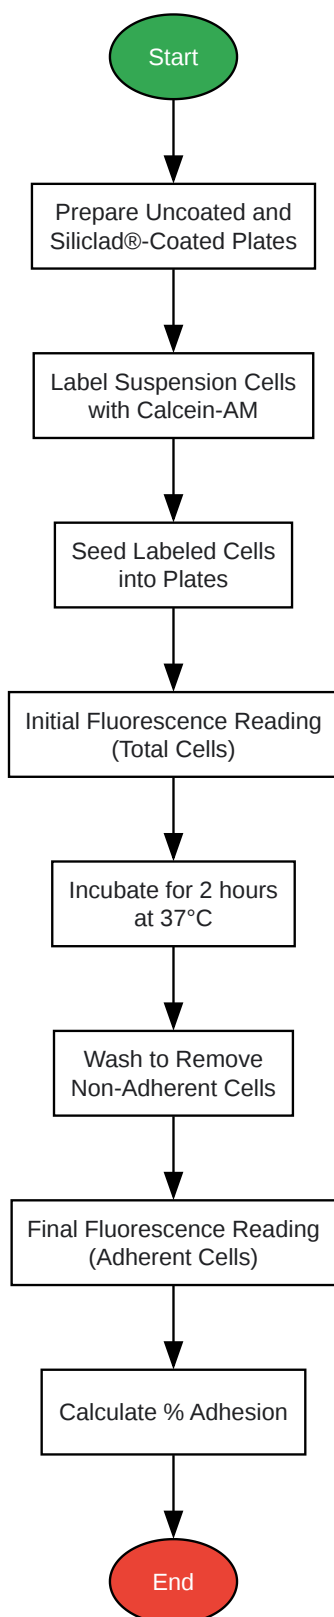 Start
Prepare Uncoated and
Siliclad®-Coated Plates
Label Suspension Cells
with Calcein-AM
Seed Labeled Cells
into Plates
Initial Fluorescence Reading
(Total Cells)
Incubate for 2 hours
at 37°C
Wash to Remove
Non-Adherent Cells
Final Fluorescence Reading
(Adherent Cells)
Calculate % Adhesion
End